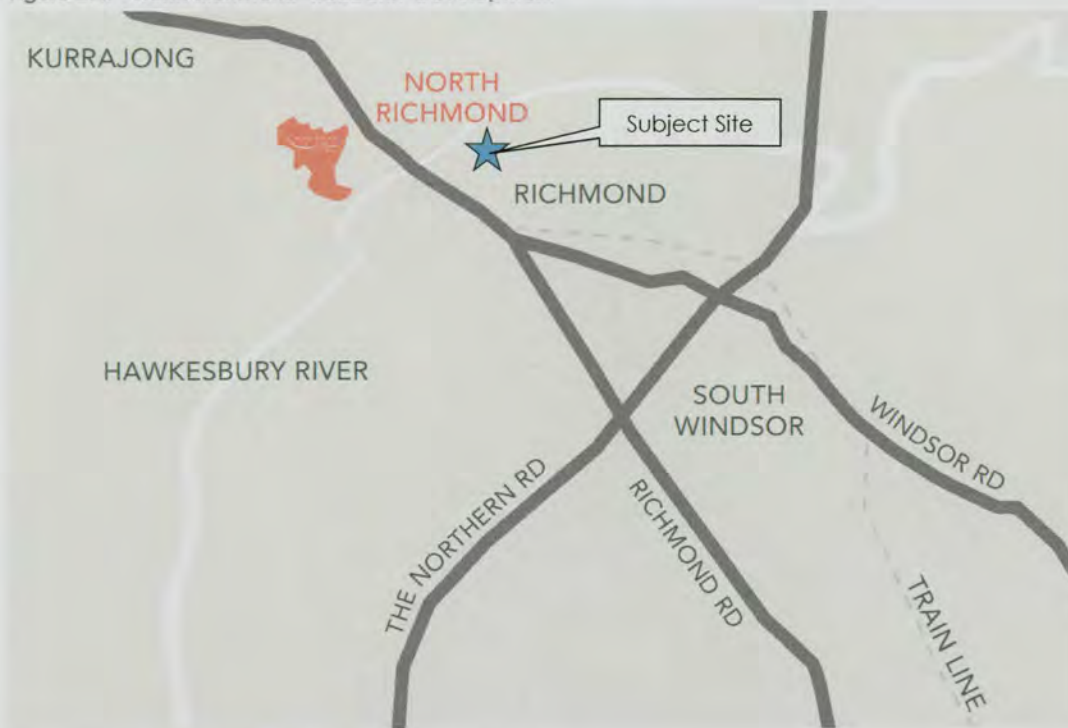 KURRAJONG
NORTH
RICHMOND
Subject Site
RICHMOND
HAWKESBURY RIVER
SOUTH
WINDSOR
WINDSOR RD
THE NORTHERN RD
RICHMOND RD
TRAIN LINE